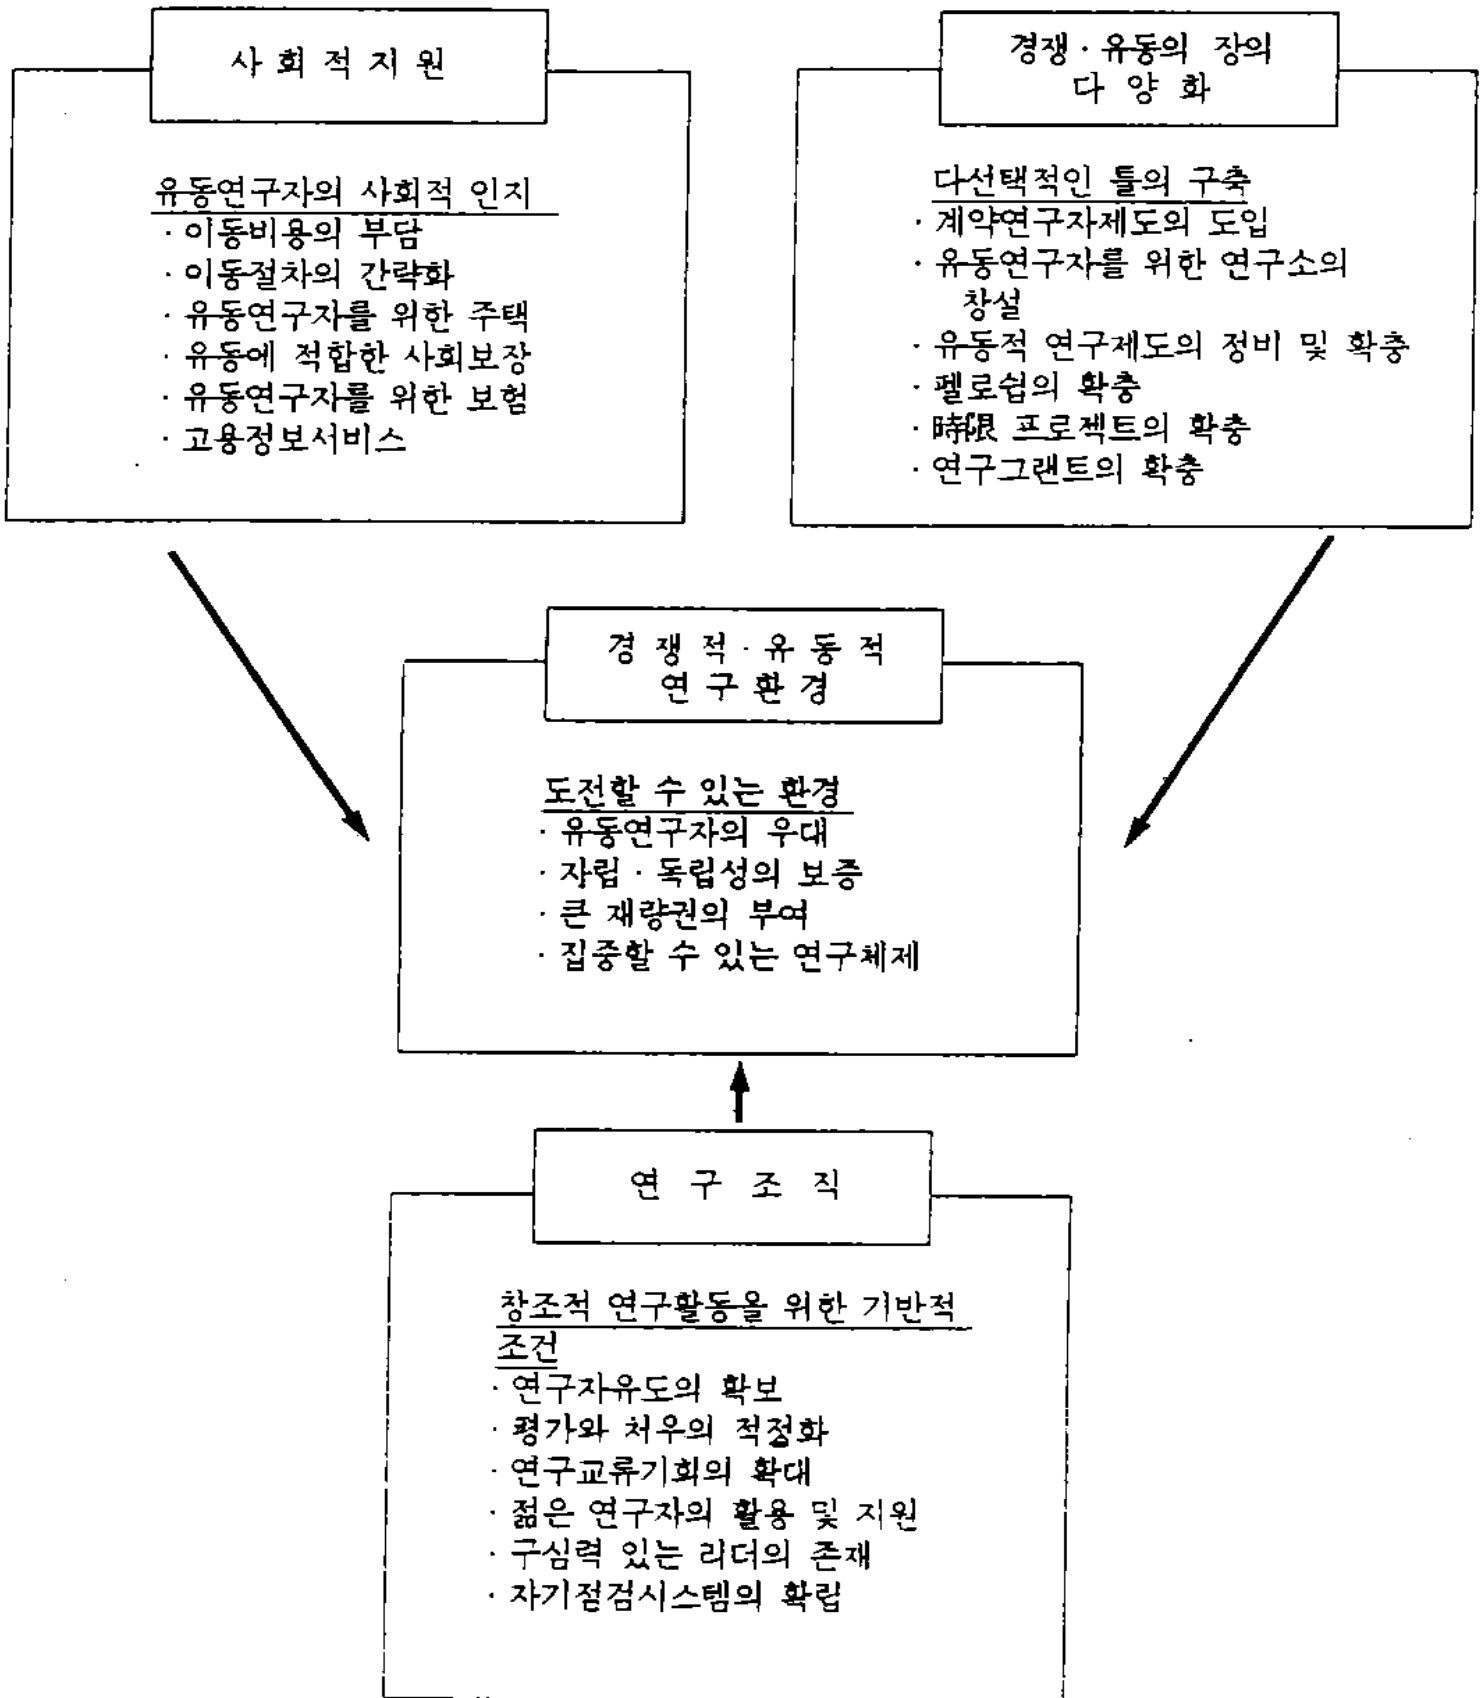 사회적지원
유동연구자의 사회적 인지
· 이동비용의 부담
· 이동절차의 간략화
· 유동연구자를 위한 주택
· 유동에 적합한 사회보장
· 유동연구자를 위한 보험
· 고용정보서비스
경쟁 · 유동의 장의
다양화
다선택적인 틀의 구축
· 계약연구자제도의 도입
· 유동연구자를 위한 연구소의
창설
· 유동적 연구제도의 정비 및 확충
· 펠로쉽의 확충
· 時限 프로젝트의 확충
· 연구그랜트의 확충
경쟁적 · 유동적
연구환경
도전할 수 있는 환경
· 유동연구자의 우대
· 자립 · 독립성의 보증
· 큰 재량권의 부여
· 집중할 수 있는 연구체제
연구조직
창조적 연구활동을 위한 기반적
조건
· 연구자유도의 확보
· 평가와 처우의 적정화
· 연구교류기회의 확대
· 젊은 연구자의 활용 및 지원
· 구심력 있는 리더의 존재
· 자기점검시스템의 확립